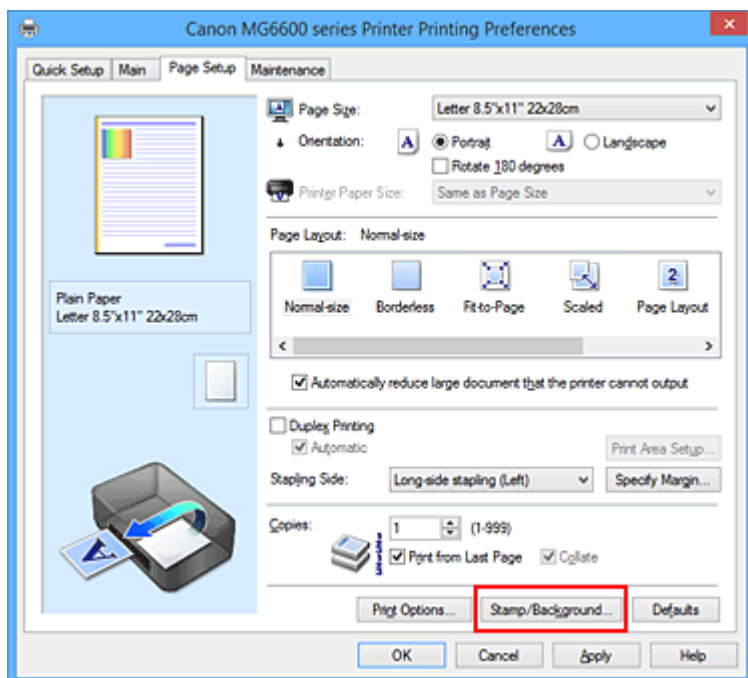 Canon MG6600 series Printer Printing Preferences
Quick Setup Main Page Setup Maintenance
Page Size: Letter 8.5"x11" 22x28cm
Orientation: A Portrait A Landscape
Rotate 180 degrees
Printer Paper Size: Same as Page Size
Page Layout: Normal-size
2
Normal-size Borderless Fit-to-Page Scaled Page Layout
Plain Paper
Letter 8.5"x11" 22x28cm
Automatically reduce large document that the printer cannot output
Duplex Printing
Automatic Print Area Setup...
Stapling Side: Long-side stapling (Left) Specify Margin...
Copies: 1 (1-999)
Print from Last Page Collate
A
Print Options... Stamp/Background... Defaults
OK Cancel Apply Help